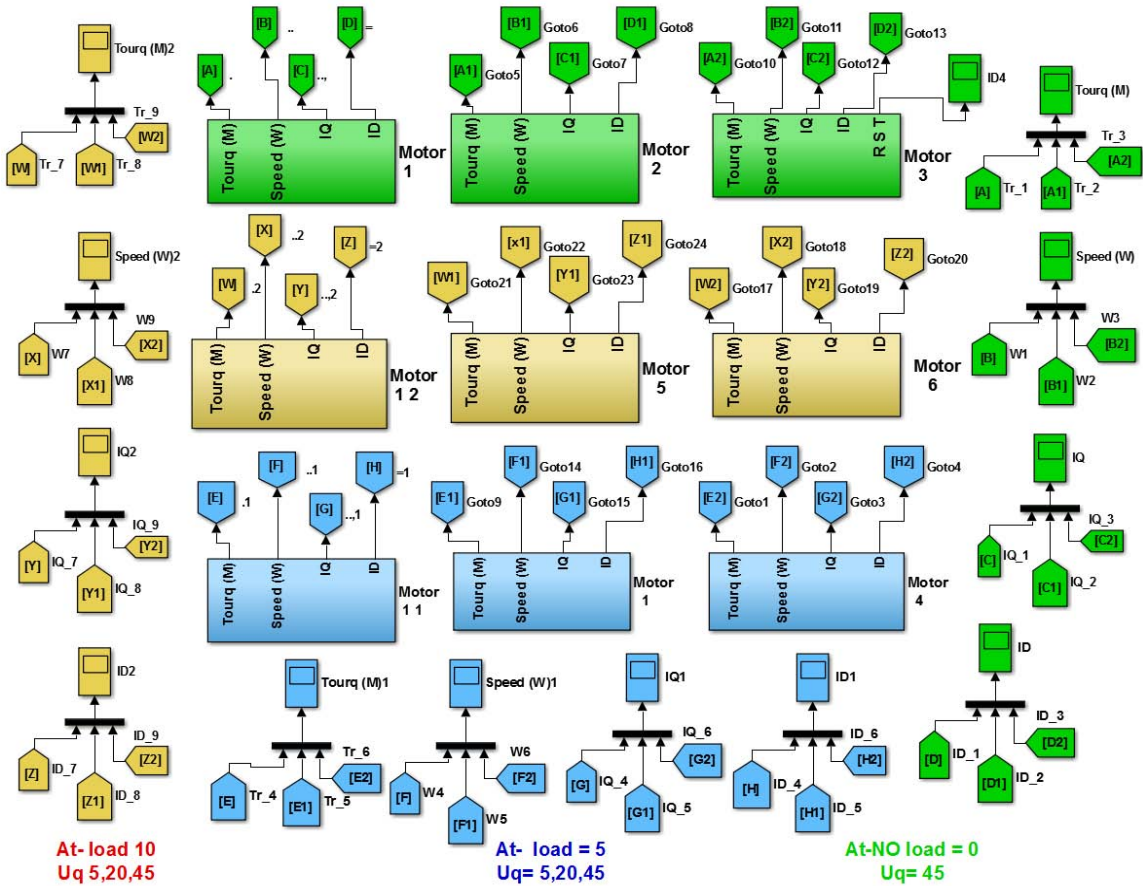 [B] .. [D] =
[A] . [C] ..,
Tourq (M) Speed (W) IQ ID
Motor
1
[B1] Goto6 [D1] Goto8
[A1] Goto5 [C1] Goto7
Tourq (M) Speed (W) IQ ID
Motor
2
[B2] Goto11 [D2] Goto13
[A2] Goto10 [C2] Goto12
ID4
Tourq (M) Speed (W) IQ ID R S T
Motor
3
Tourq (M)2
Tr_9
[W2]
[W] Tr_7 [W1] Tr_8
Tourq (M)
Tr_3
[A2]
[A] Tr_1 [A1] Tr_2
[X] ..2 [Z] =2
[W] .2 [Y] ..,2
Tourq (M) Speed (W) IQ ID
Motor
1 2
[x1] Goto22 [Z1] Goto24
[W1] Goto21 [Y1] Goto23
Tourq (M) Speed (W) IQ ID
Motor
5
[X2] Goto18 [Z2] Goto20
[W2] Goto17 [Y2] Goto19
Tourq (M) Speed (W) IQ ID
Motor
6
Speed (W)2
W9
[X2]
[X] W7 [X1] W8
Speed (W)
W3
[B2]
[B] W1 [B1] W2
[F] ..1 [H] =1
[E] .1 [G] ..,1
Tourq (M) Speed (W) IQ ID
Motor
1 1
[F1] Goto14 [H1] Goto16
[E1] Goto9 [G1] Goto15
Tourq (M) Speed (W) IQ ID
Motor
1
[F2] Goto2 [H2] Goto4
[E2] Goto1 [G2] Goto3
Tourq (M) Speed (W) IQ ID
Motor
4
IQ2
IQ_9
[Y2]
[Y] IQ_7 [Y1] IQ_8
IQ
IQ_3
[C2]
[C] IQ_1 [C1] IQ_2
ID2
ID_9
[Z2]
[Z] ID_7 [Z1] ID_8
Tourq (M)1
Tr_6
[E2]
[E] Tr_4 [E1] Tr_5
Speed (W)1
W6
[F2]
[F] W4 [F1] W5
IQ1
IQ_6
[G2]
[G] IQ_4 [G1] IQ_5
ID1
ID_6
[H2]
[H] ID_4 [H1] ID_5
ID
ID_3
[D2]
[D] ID_1 [D1] ID_2
At- load 10
Uq 5,20,45
At- load = 5
Uq= 5,20,45
At-NO load = 0
Uq= 45